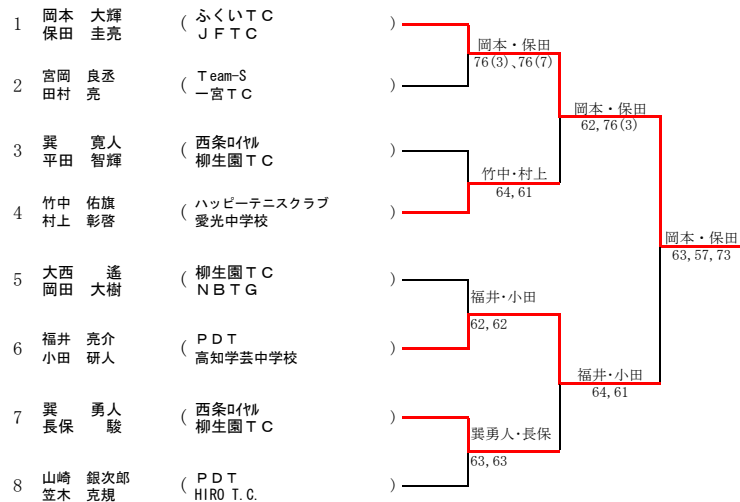 1 岡本 大輝 ( ふくいTC )
保田 圭亮 JFTC
岡本・保田
76(3)、76(7)
2 宮岡 良丞 ( Team-S )
田村 亮 一宮TC
岡本・保田
62,76(3)
3 巽 寛人 ( 西条ﾛｲﾔﾙ )
平田 智輝 柳生園TC
竹中・村上
64,61
4 竹中 佑旗 ( ハッピーテニスクラブ )
村上 彰啓 愛光中学校
岡本・保田
63,57,73
5 大西 遙 ( 柳生園TC )
岡田 大樹 NBTG
福井・小田
62,62
6 福井 亮介 ( PDT )
小田 研人 高知学芸中学校
福井・小田
64,61
7 巽 勇人 ( 西条ﾛｲﾔﾙ )
長保 駿 柳生園TC
巽勇人・長保
63,63
8 山崎 銀次郎 ( PDT )
笠木 克規 HIRO T.C.